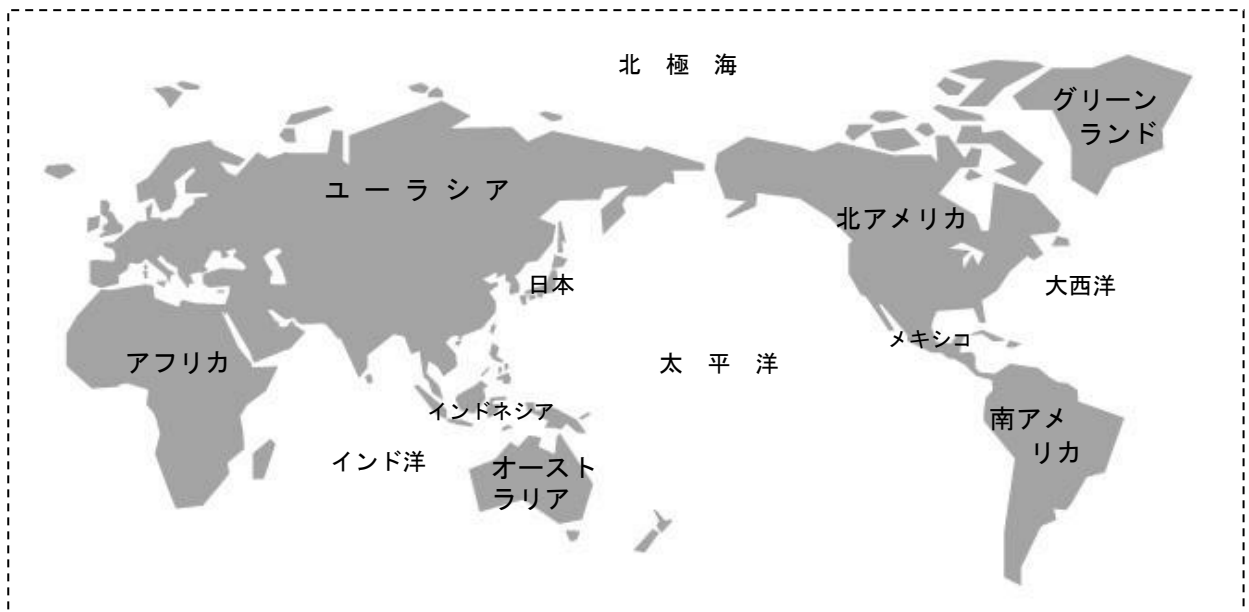 北極海
グリーン
ランド
ユーラシア
北アメリカ
日本
大西洋
メキシコ
アフリカ
太平洋
インドネシア
南アメ
リカ
インド洋
オースト
ラリア